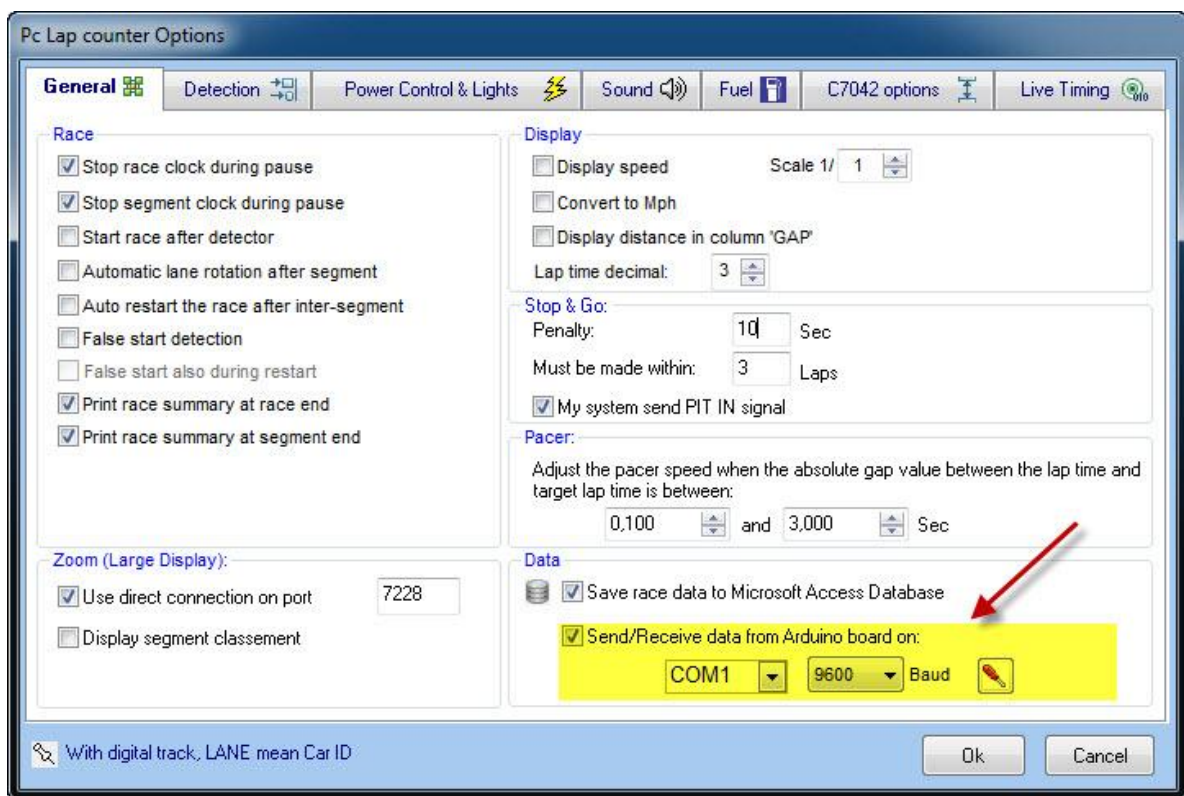 Pc Lap counter Options
General
Detection
Power Control & Lights
Sound
Fuel
C7042 options
Live Timing
Race
Stop race clock during pause
Stop segment clock during pause
Start race after detector
Automatic lane rotation after segment
Auto restart the race after inter-segment
False start detection
False start also during restart
Print race summary at race end
Print race summary at segment end
Display
Display speed
Scale 1/ 1
Convert to Mph
Display distance in column 'GAP'
Lap time decimal: 3
Stop & Go:
Penalty: 10 Sec
Must be made within: 3 Laps
My system send PIT IN signal
Pacer:
Adjust the pacer speed when the absolute gap value between the lap time and
target lap time is between:
0,100 and 3,000 Sec
Zoom (Large Display):
Use direct connection on port 7228
Display segment classement
Data
Save race data to Microsoft Access Database
Send/Receive data from Arduino board on:
COM1 9600 Baud
With digital track, LANE mean Car ID
Ok
Cancel